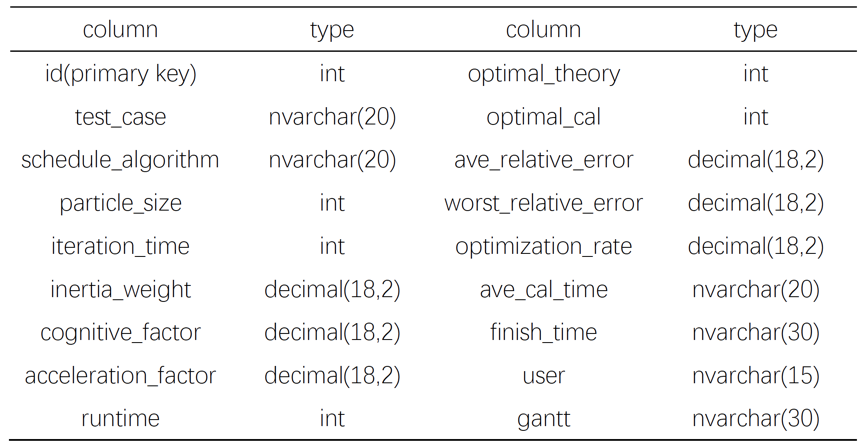 column type column type
id(primary key) int optimal_theory int
test_case nvarchar(20) optimal_cal int
schedule_algorithm nvarchar(20) ave_relative_error decimal(18,2)
particle_size int worst_relative_error decimal(18,2)
iteration_time int optimization_rate decimal(18,2)
inertia_weight decimal(18,2) ave_cal_time nvarchar(20)
cognitive_factor decimal(18,2) finish_time nvarchar(30)
acceleration_factor decimal(18,2) user nvarchar(15)
runtime int gantt nvarchar(30)